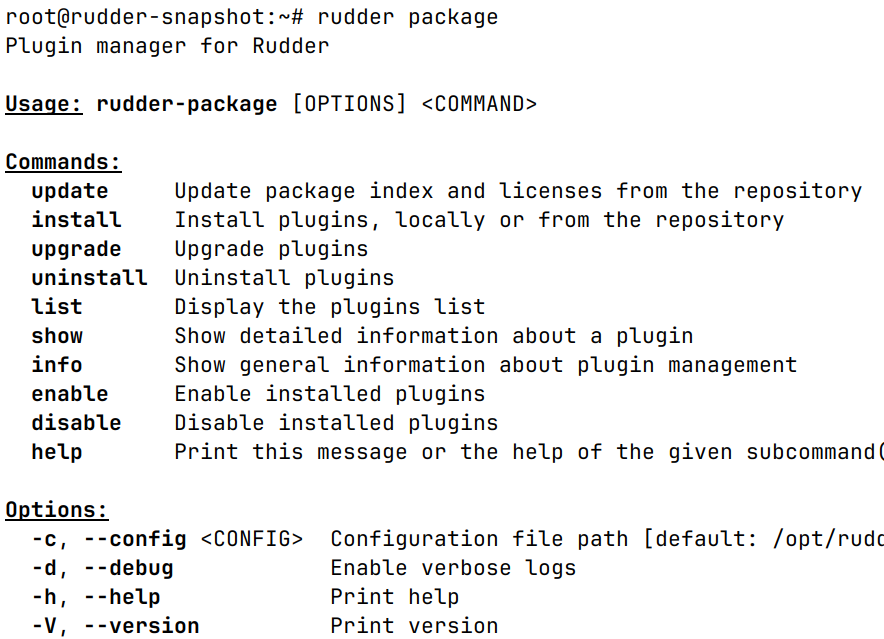 root@rudder-snapshot:~# rudder package
Plugin manager for Rudder
Usage: rudder-package [OPTIONS] <COMMAND>
Commands:
update Update package index and licenses from the repository
install Install plugins, locally or from the repository
upgrade Upgrade plugins
uninstall Uninstall plugins
list Display the plugins list
show Show detailed information about a plugin
info Show general information about plugin management
enable Enable installed plugins
disable Disable installed plugins
help Print this message or the help of the given subcommand(
Options:
-c, --config <CONFIG> Configuration file path [default: /opt/rudd
-d, --debug Enable verbose logs
-h, --help Print help
-V, --version Print version